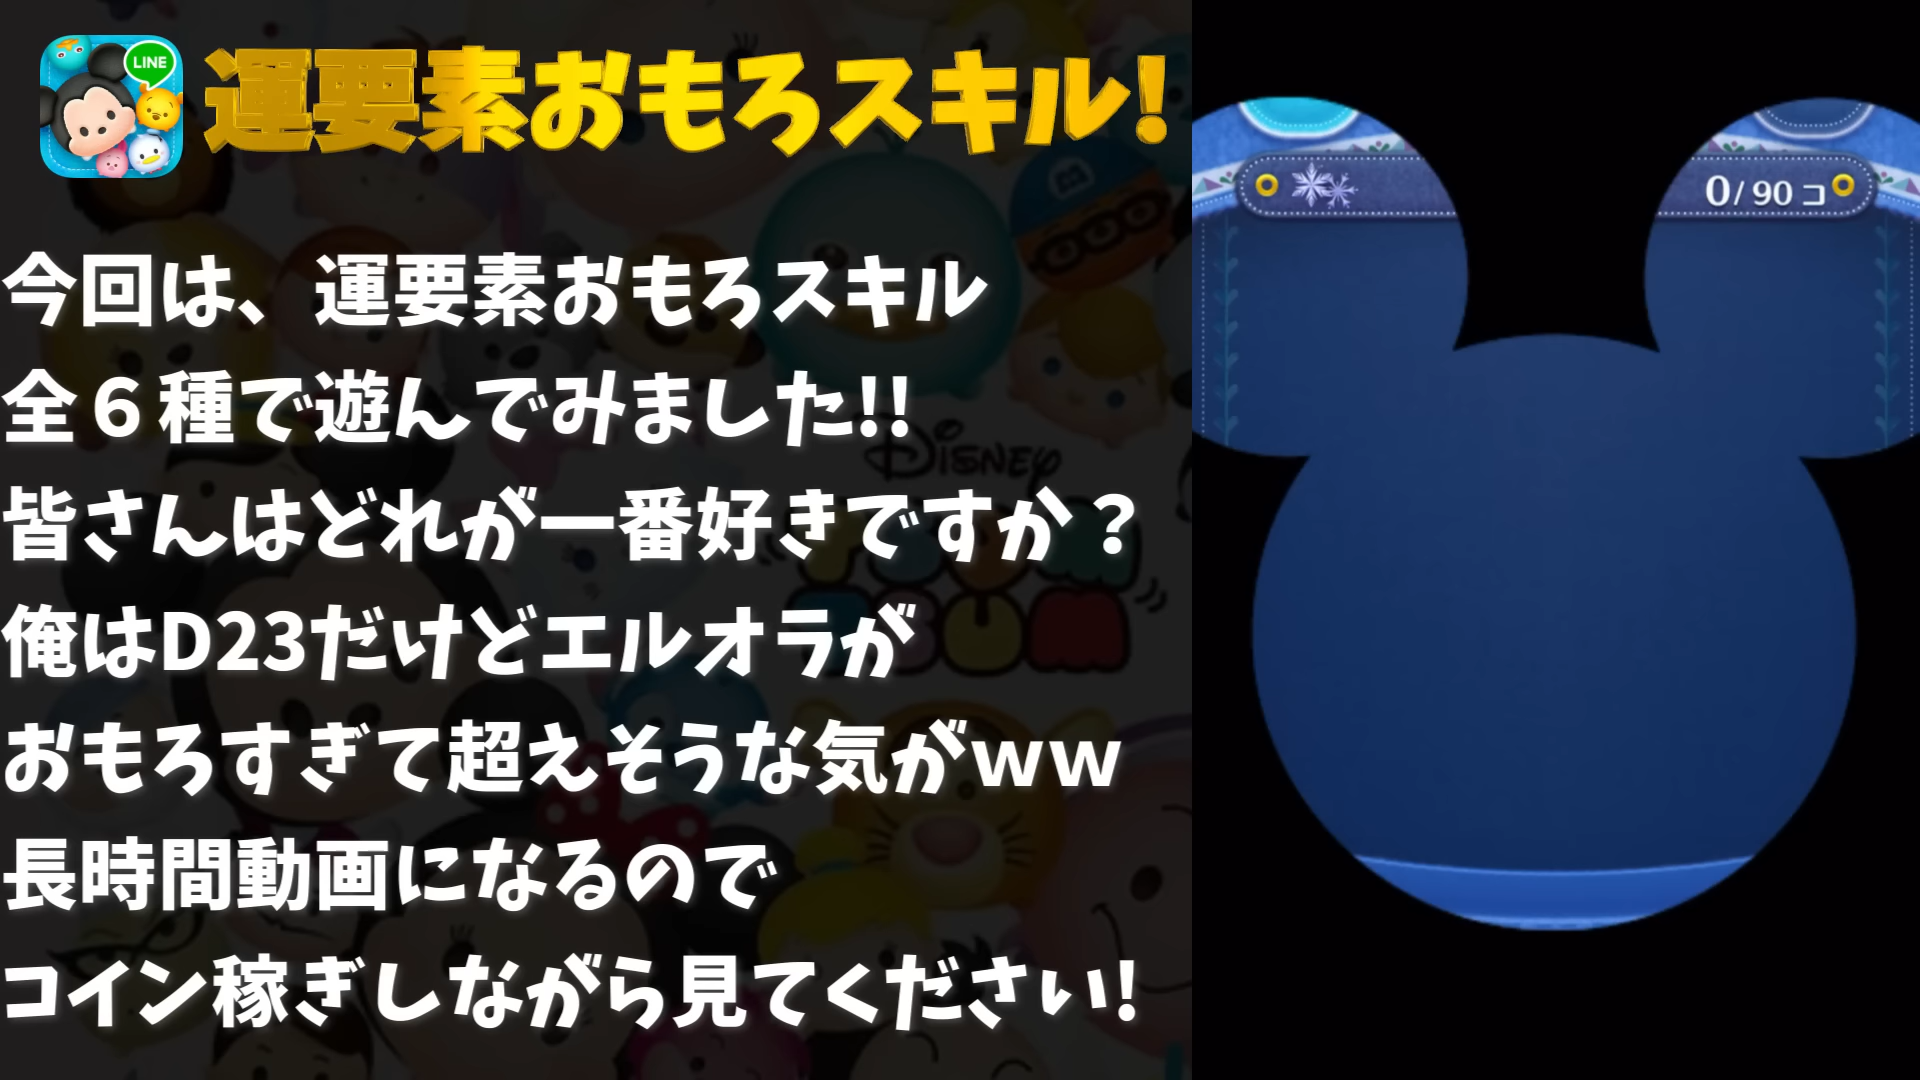 LINE
運要素おもろスキル!
今回は、運要素おもろスキル
全６種で遊んでみました!!
皆さんはどれが一番好きですか？
俺はD23だけどエルオラが
おもろすぎて超えそうな気がww
長時間動画になるので
コイン稼ぎしながら見てください!
0/90コ
Disney
TSUM TSUM